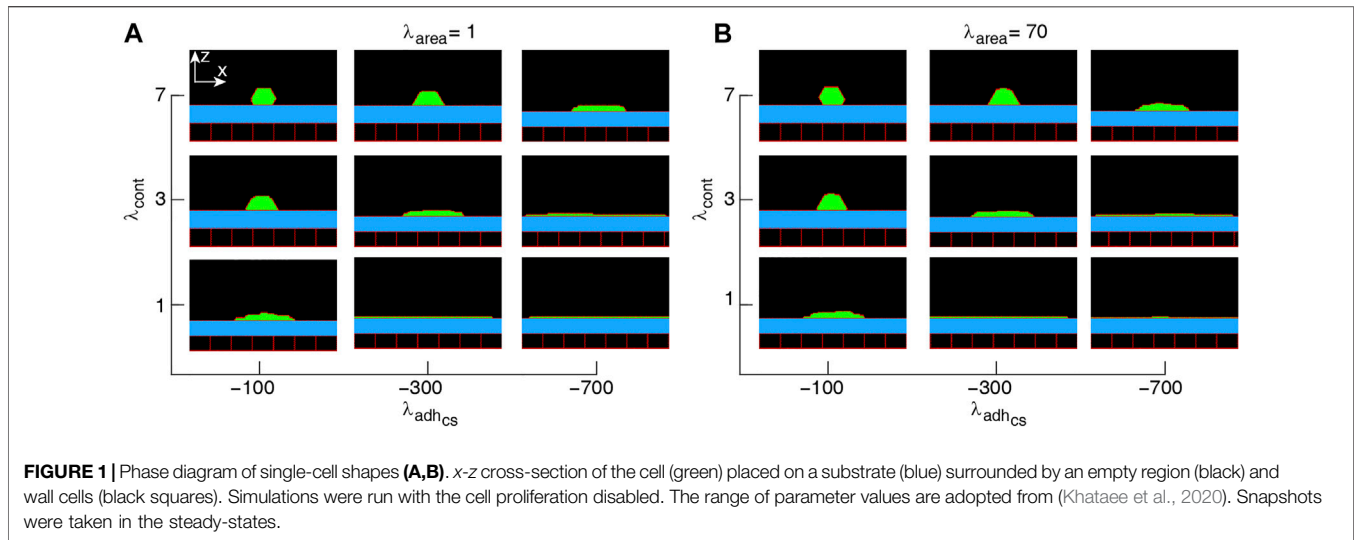 A
λarea= 1
B
λarea= 70
z
x
7
3
1
λcont
−100
−300
−700
λadhCS
7
3
1
λcont
−100
−300
−700
λadhCS
FIGURE 1 | Phase diagram of single-cell shapes (A,B). x-z cross-section of the cell (green) placed on a substrate (blue) surrounded by an empty region (black) and
wall cells (black squares). Simulations were run with the cell proliferation disabled. The range of parameter values are adopted from (Khataee et al., 2020). Snapshots
were taken in the steady-states.